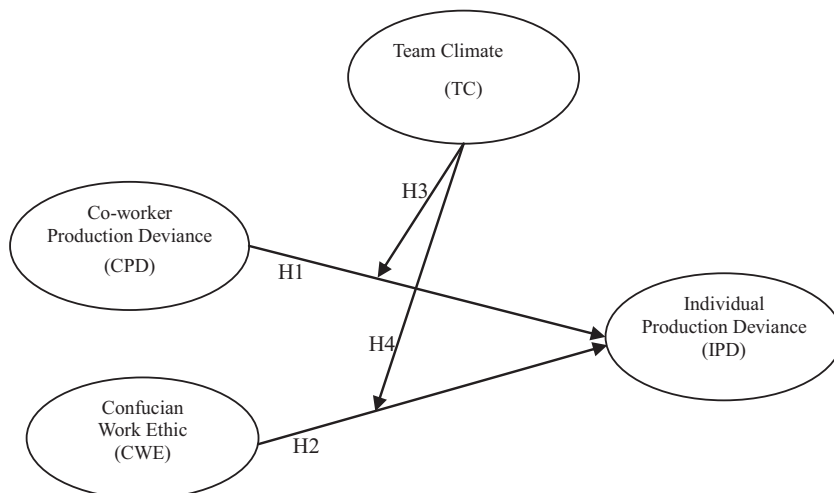 Team Climate
(TC)
H3
Co-worker
Production Deviance
(CPD)
H1
Individual
Production Deviance
(IPD)
H4
Confucian
Work Ethic
(CWE)
H2